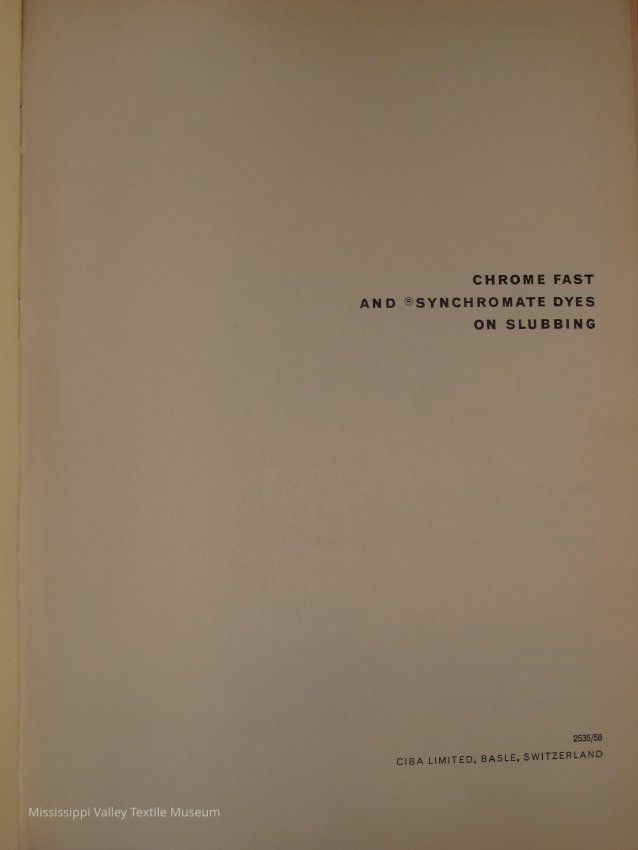 CHROME FAST
AND ®SYNCHROMATE DYES
ON SLUBBING
2535/58
CIBA LIMITED, BASLE, SWITZERLAND
Mississippi Valley Textile Museum